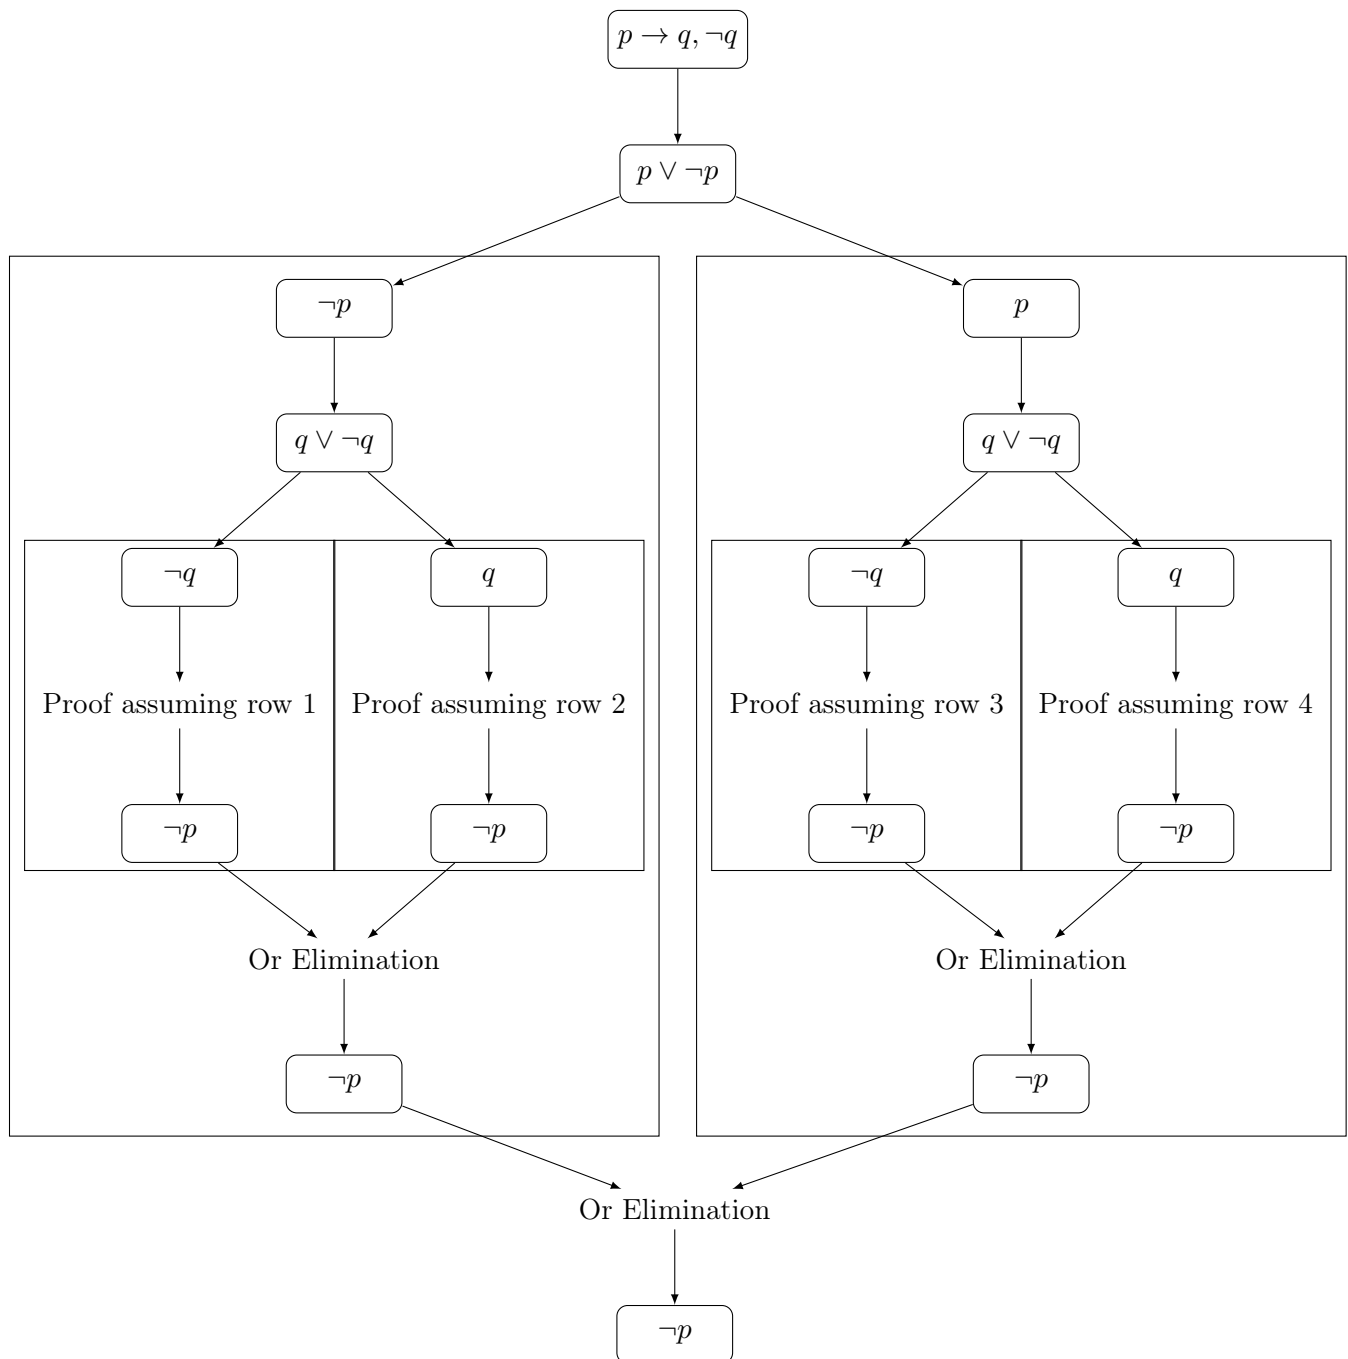 p → q, ¬q
p ∨ ¬p
¬p
p
q ∨ ¬q
q ∨ ¬q
¬q
q
¬q
q
Proof assuming row 1
Proof assuming row 2
Proof assuming row 3
Proof assuming row 4
¬p
¬p
¬p
¬p
Or Elimination
Or Elimination
¬p
¬p
Or Elimination
¬p